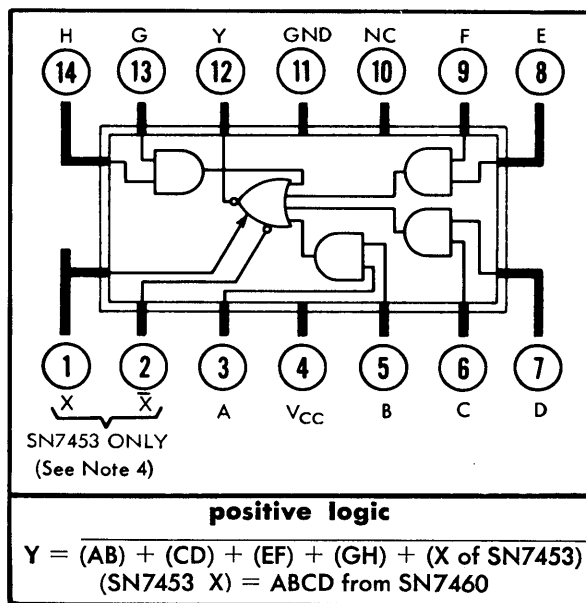 H G Y GND NC F E
14 13 12 11 10 9 8
1 2 3 4 5 6 7
X X̅ A VCC B C D
SN7453 ONLY
(See Note 4)
positive logic
Y = (AB) + (CD) + (EF) + (GH) + (X of SN7453)
(SN7453 X) = ABCD from SN7460